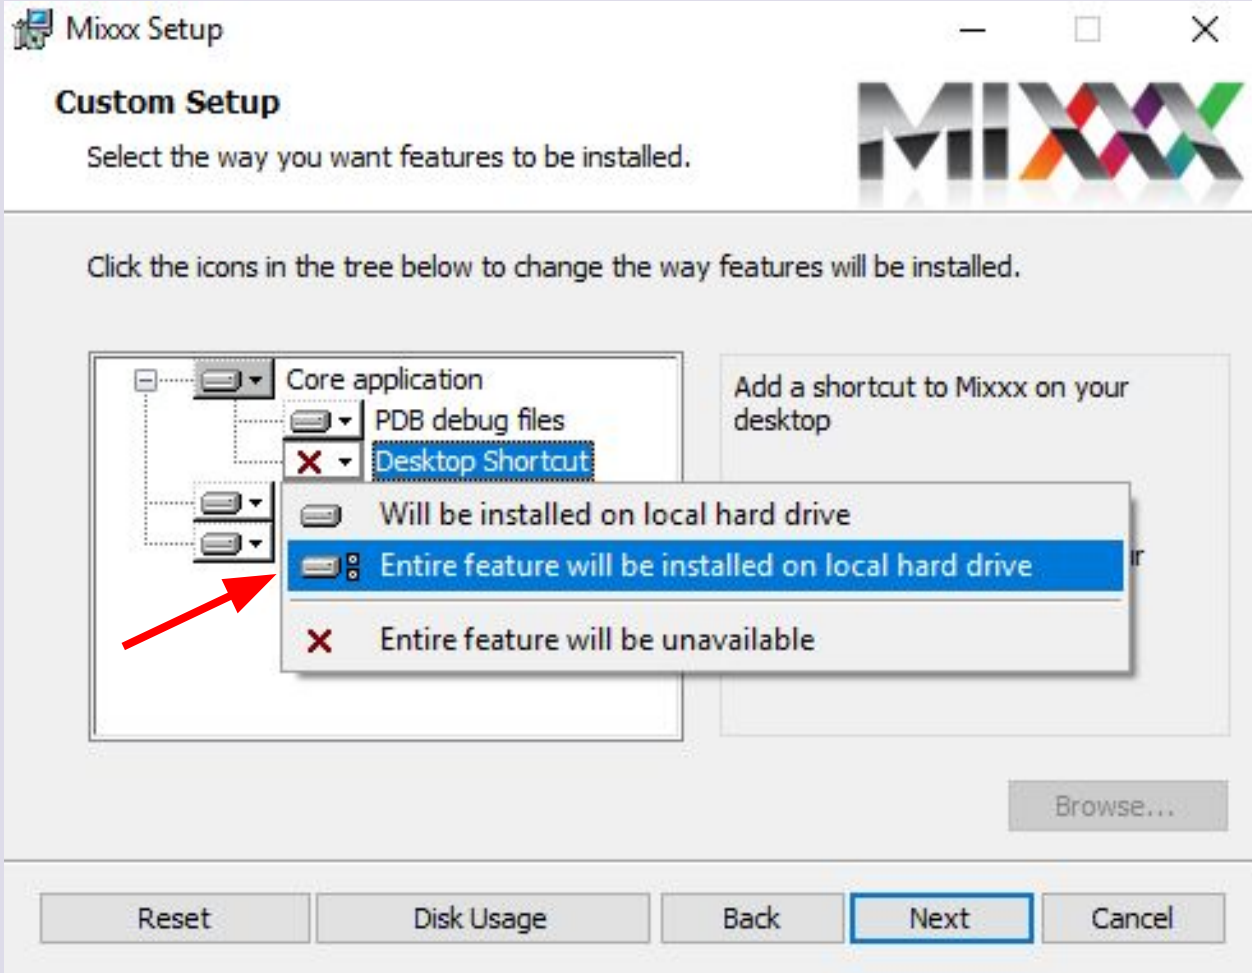 Mixxx Setup
Custom Setup
Select the way you want features to be installed.
MIXXX
Click the icons in the tree below to change the way features will be installed.
Core application
PDB debug files
Desktop Shortcut
Add a shortcut to Mixxx on your
desktop
Will be installed on local hard drive
Entire feature will be installed on local hard drive
Entire feature will be unavailable
Browse...
Reset
Disk Usage
Back
Next
Cancel